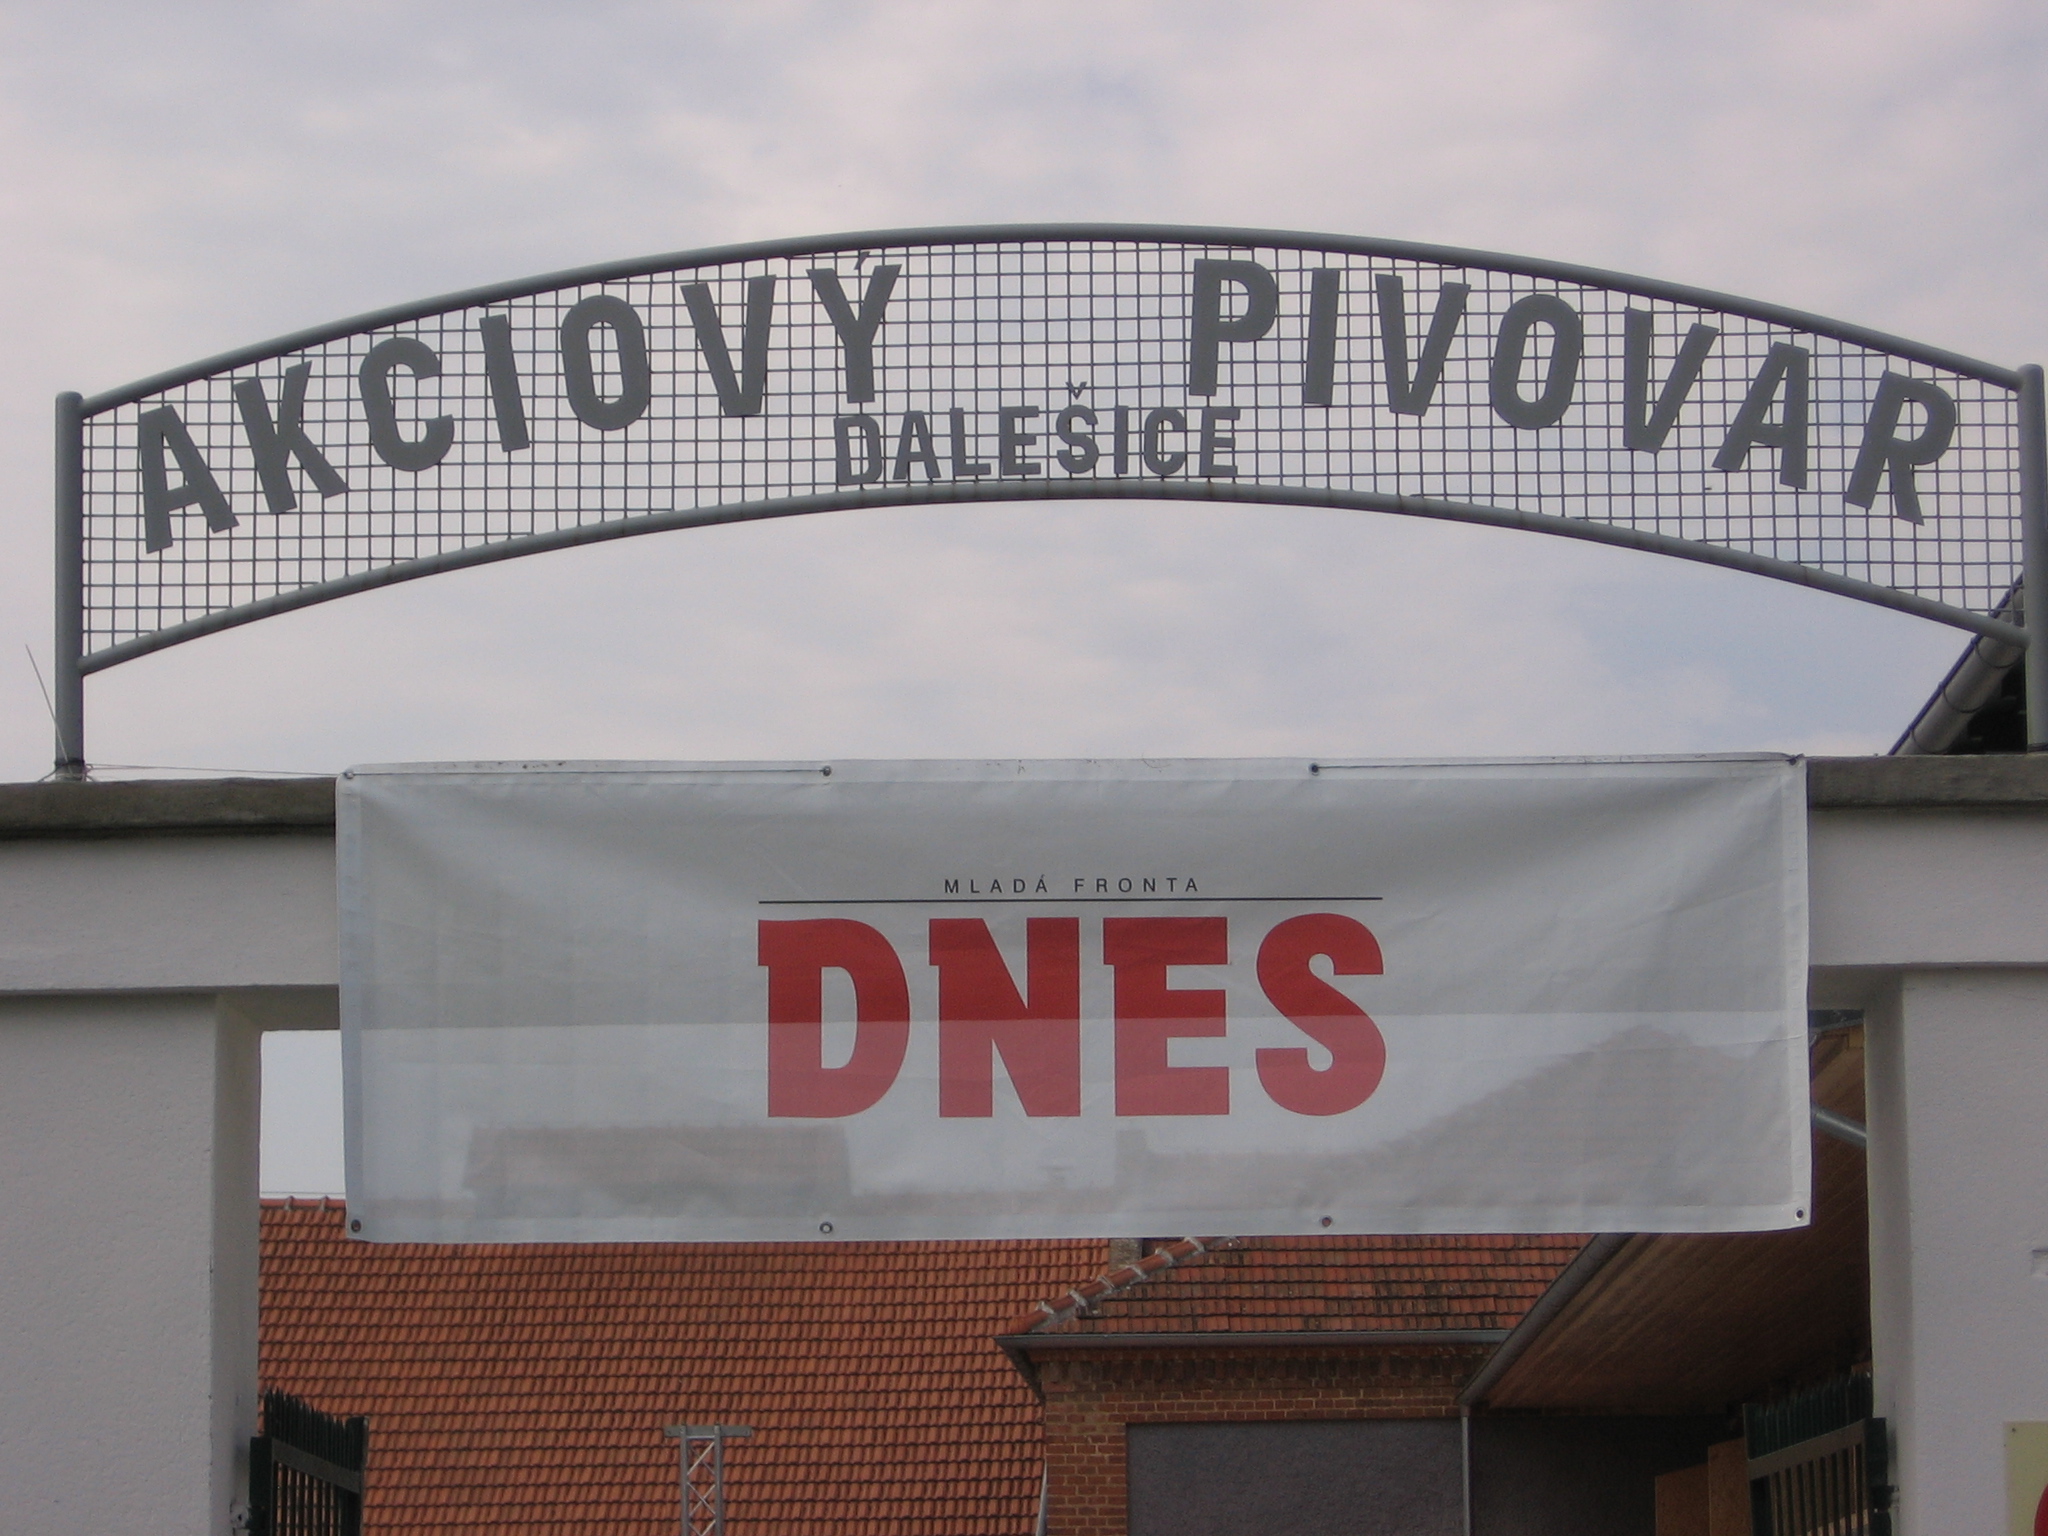 AKCIOVÝ PIVOVAR
DALEŠICE
MLADÁ FRONTA
DNES